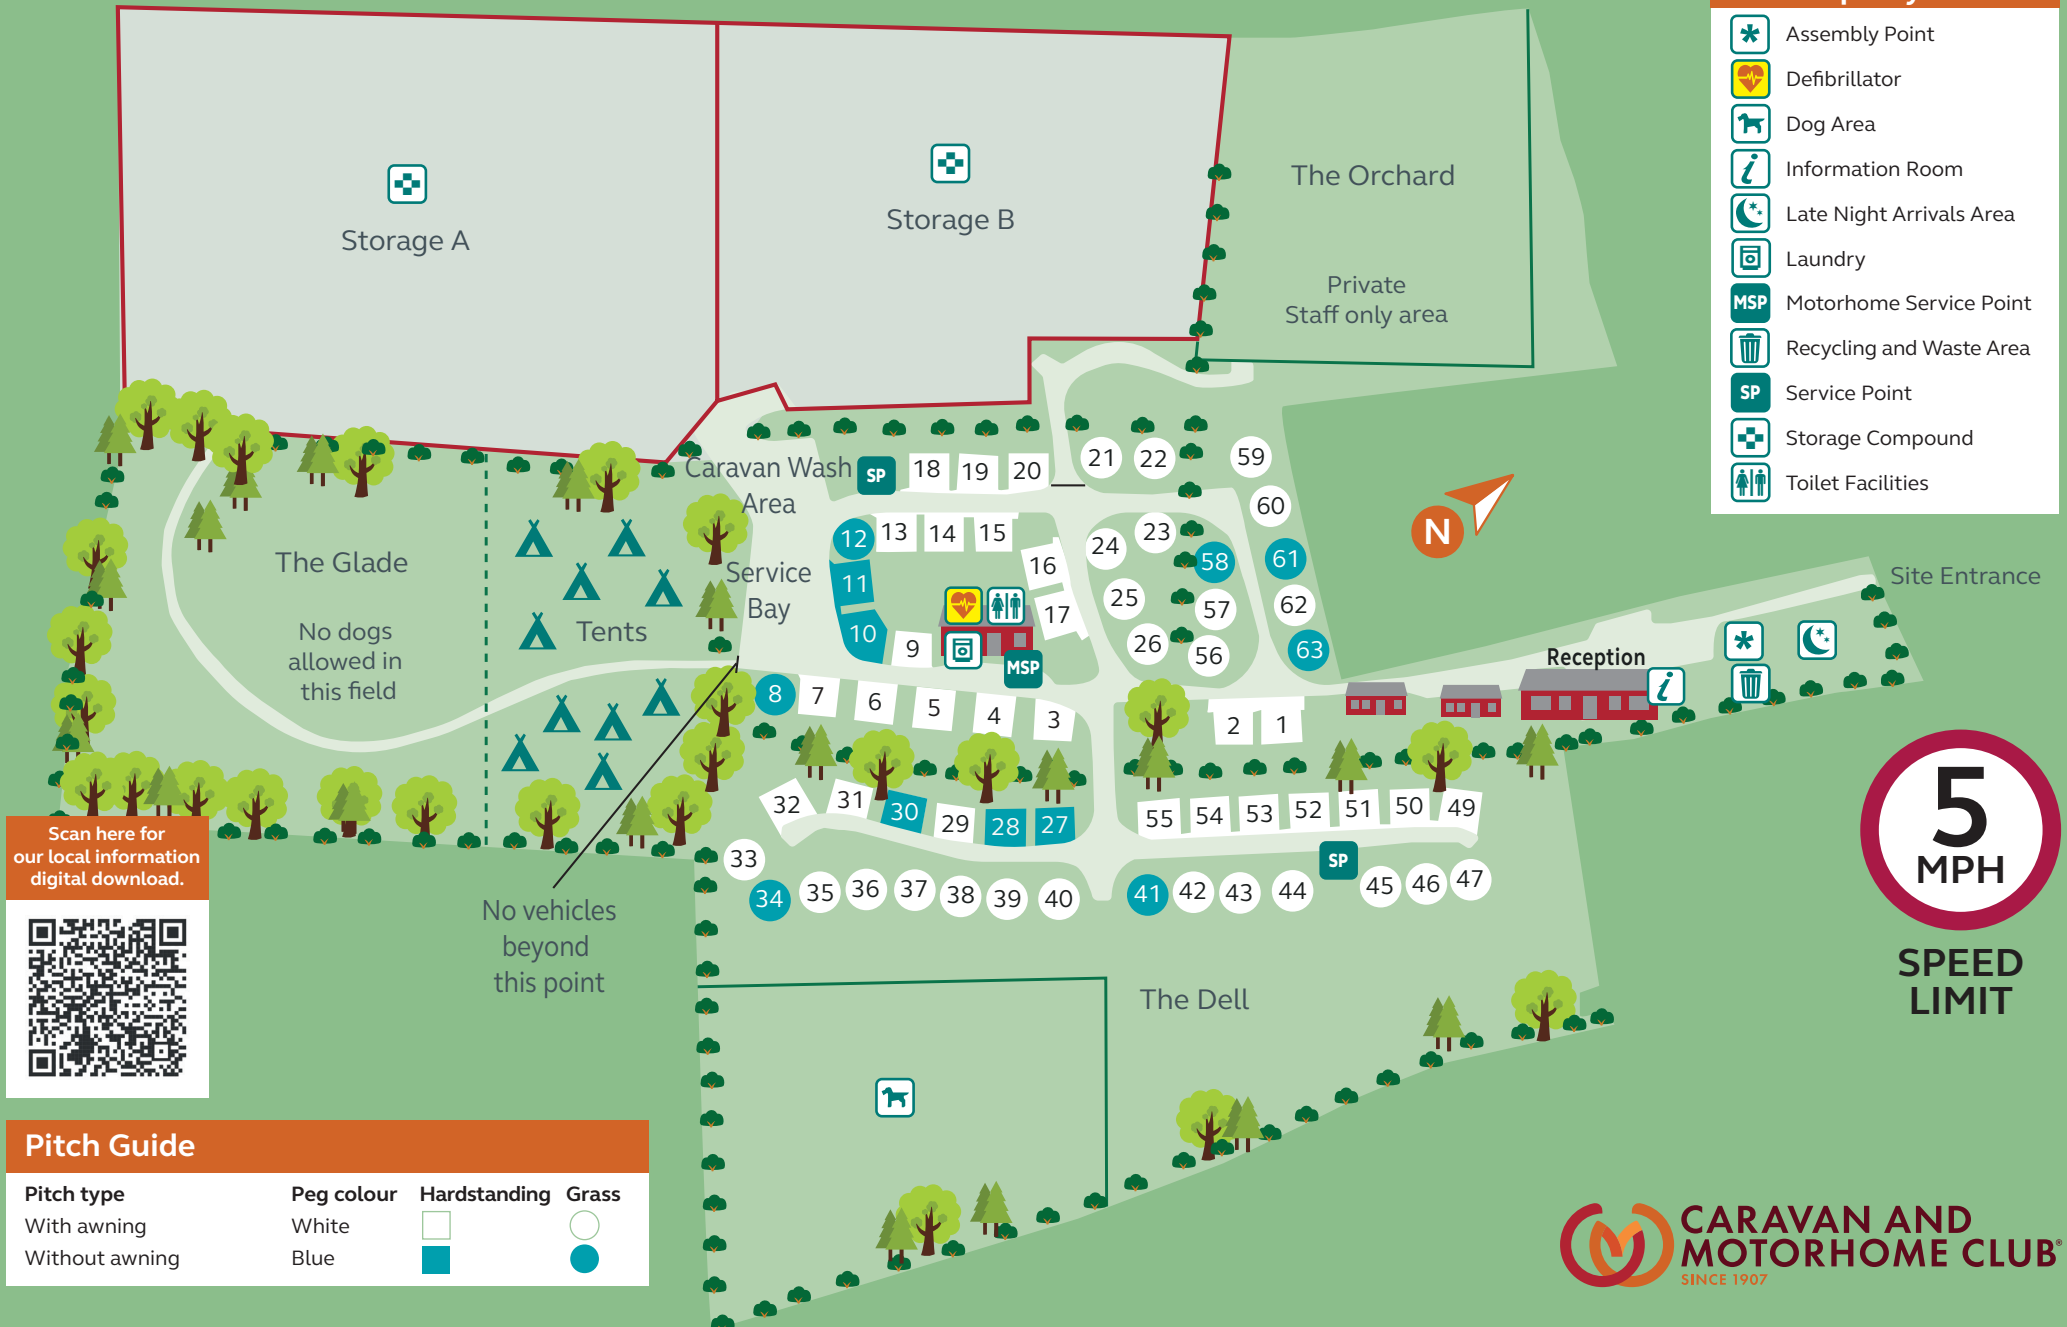 Assembly Point
Defibrillator
Dog Area
Information Room
Late Night Arrivals Area
Laundry
MSP Motorhome Service Point
Recycling and Waste Area
SP Service Point
Storage Compound
Toilet Facilities
Storage A
Storage B
The Orchard
Private
Staff only area
Caravan Wash
Area
SP
18 19 20
21 22
59
60
12 13 14 15
16
17
11
10
9
MSP
23
24
25
26
58
57
56
61
62
63
N
Site Entrance
Reception
The Glade
No dogs
allowed in
this field
Tents
Service
Bay
8 7 6 5 4 3
2 1
32 31 30 29 28 27
55 54 53 52 51 50 49
SP
33
34 35 36 37 38 39 40
41 42 43 44 45 46 47
No vehicles
beyond
this point
The Dell
5
MPH
SPEED
LIMIT
Scan here for
our local information
digital download.
Pitch Guide
Pitch type Peg colour Hardstanding Grass
With awning White
Without awning Blue
CARAVAN AND
MOTORHOME CLUB®
SINCE 1907